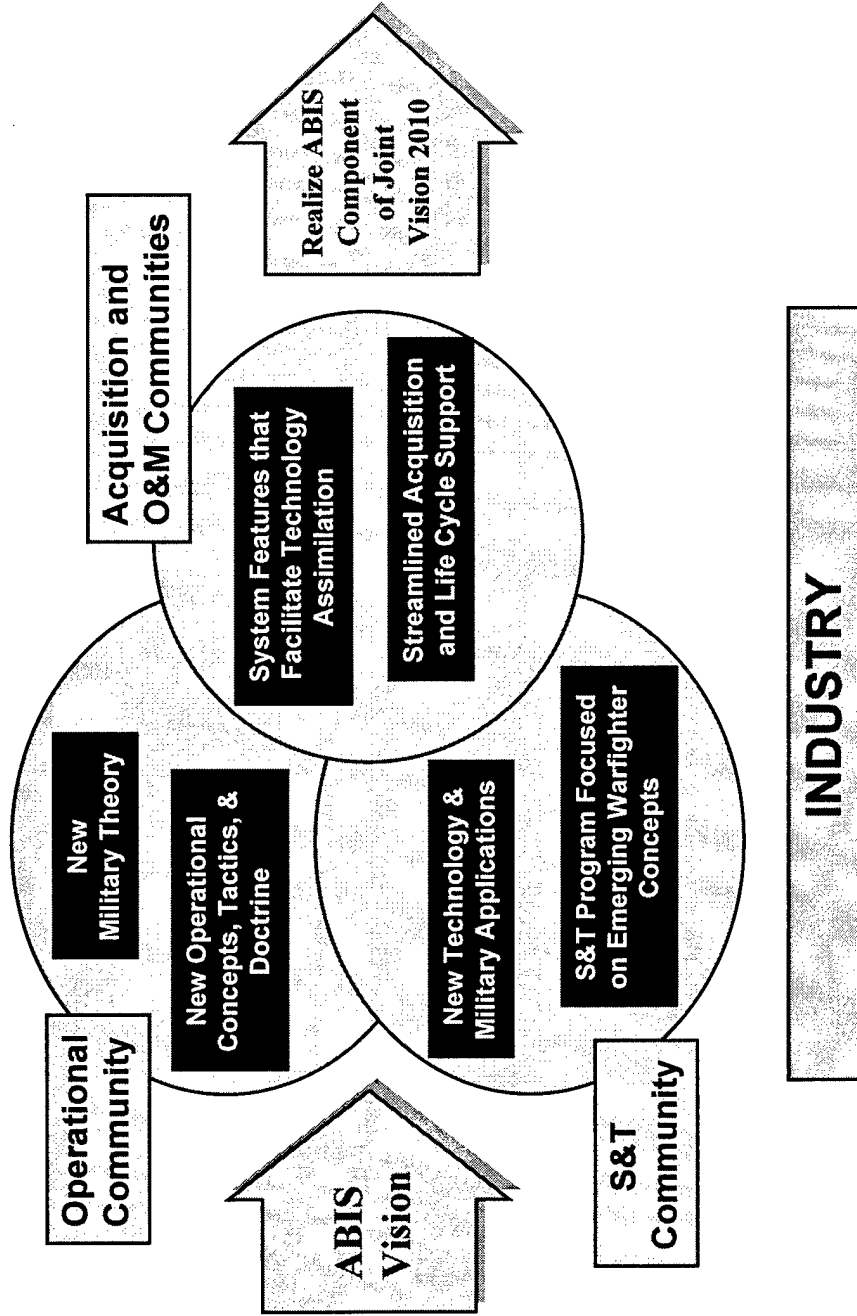 Operational
Community
New
Military Theory
New Operational
Concepts, Tactics, &
Doctrine
Acquisition and
O&M Communities
System Features that
Facilitate Technology
Assimilation
Streamlined Acquisition
and Life Cycle Support
ABIS
Vision
Realize ABIS
Component
of Joint
Vision 2010
New Technology &
Military Applications
S&T Program Focused
on Emerging Warfighter
Concepts
S&T
Community
INDUSTRY